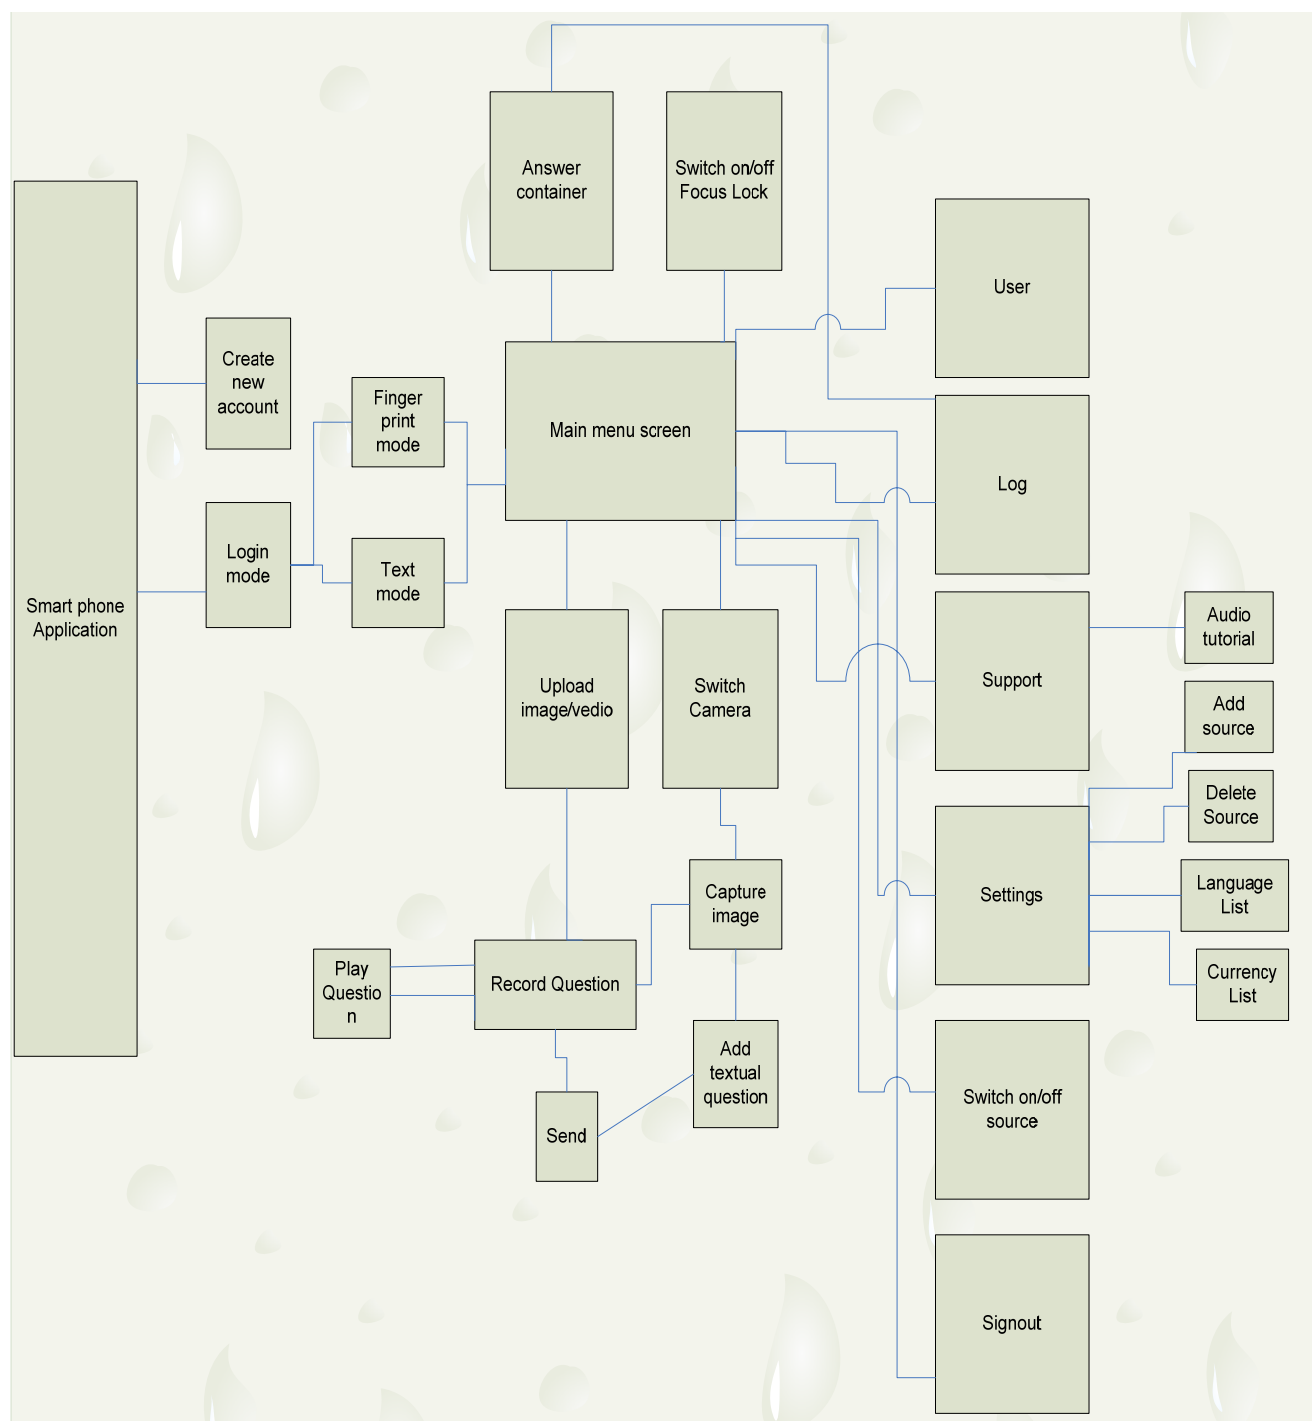 Answer
container
Switch on/off
Focus Lock
User
Create
new
account
Finger
print
mode
Main menu screen
Log
Login
mode
Text
mode
Smart phone
Application
Upload
image/vedio
Switch
Camera
Support
Audio
tutorial
Add
source
Delete
Source
Capture
image
Settings
Language
List
Play
Questio
n
Record Question
Currency
List
Add
textual
question
Send
Switch on/off
source
Signout